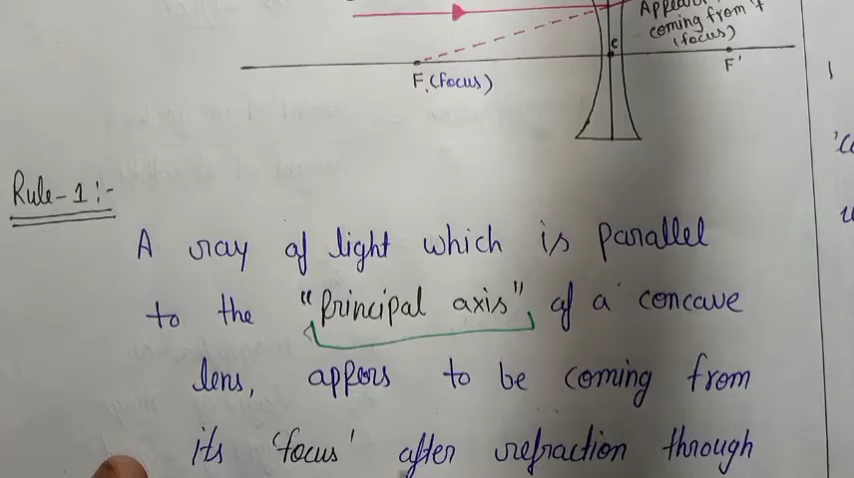 coming from
(focus)
c
F (focus)
F'
Rule-1:-
A ray of light which is parallel
to the "principal axis" of a concave
lens, appers to be coming from
its 'focus' after refraction through